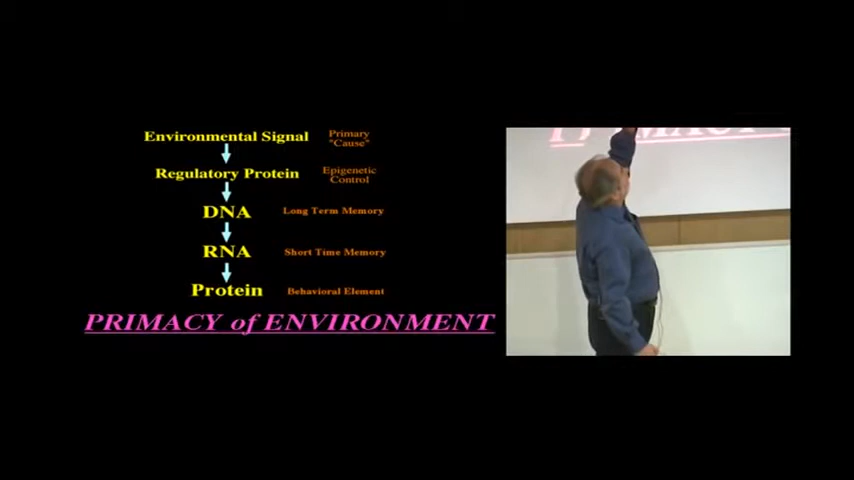 Environmental Signal
Primary
"Cause"
Regulatory Protein
Epigenetic
Control
DNA
Long Term Memory
RNA
Short Time Memory
Protein
Behavioral Element
PRIMACY of ENVIRONMENT